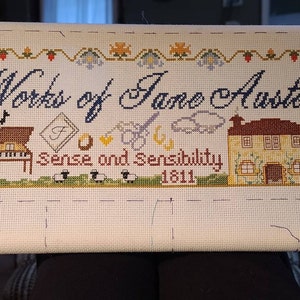 Works of Jane Auste
F
Sense and Sensibility
1811